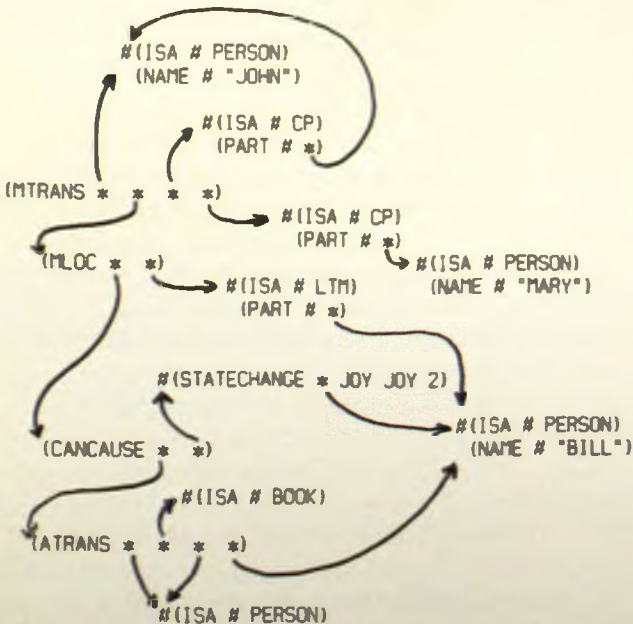 #(ISA # PERSON)
(NAME # "JOHN")
#(ISA # CP)
(PART # *)
(MTRANS * * * *)
#(ISA # CP)
(PART # *)
(MLOC * *)
#(ISA # PERSON)
(NAME # "MARY")
#(ISA # LTM)
(PART # *)
#(STATECHANGE * JOY JOY 2)
#(ISA # PERSON)
(NAME # "BILL")
(CANCAUSE * *)
#(ISA # BOOK)
(ATRANS * * * *)
#(ISA # PERSON)